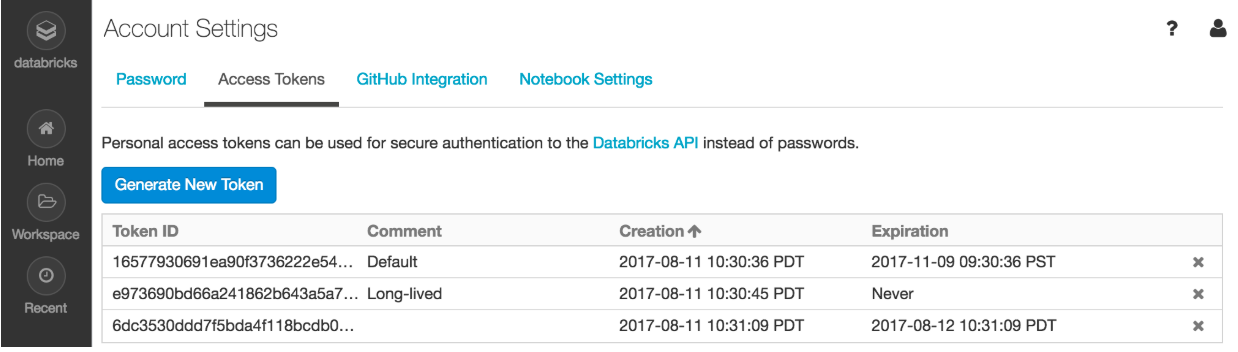 databricks
Home
Workspace
Recent
Account Settings ?
Password Access Tokens GitHub Integration Notebook Settings
Personal access tokens can be used for secure authentication to the Databricks API instead of passwords.
Generate New Token
Token ID Comment Creation Expiration
16577930691ea90f3736222e54... Default 2017-08-11 10:30:36 PDT 2017-11-09 09:30:36 PST
e973690bd66a241862b643a5a7... Long-lived 2017-08-11 10:30:45 PDT Never
6dc3530ddd7f5bda4f118bcdb0... 2017-08-11 10:31:09 PDT 2017-08-12 10:31:09 PDT